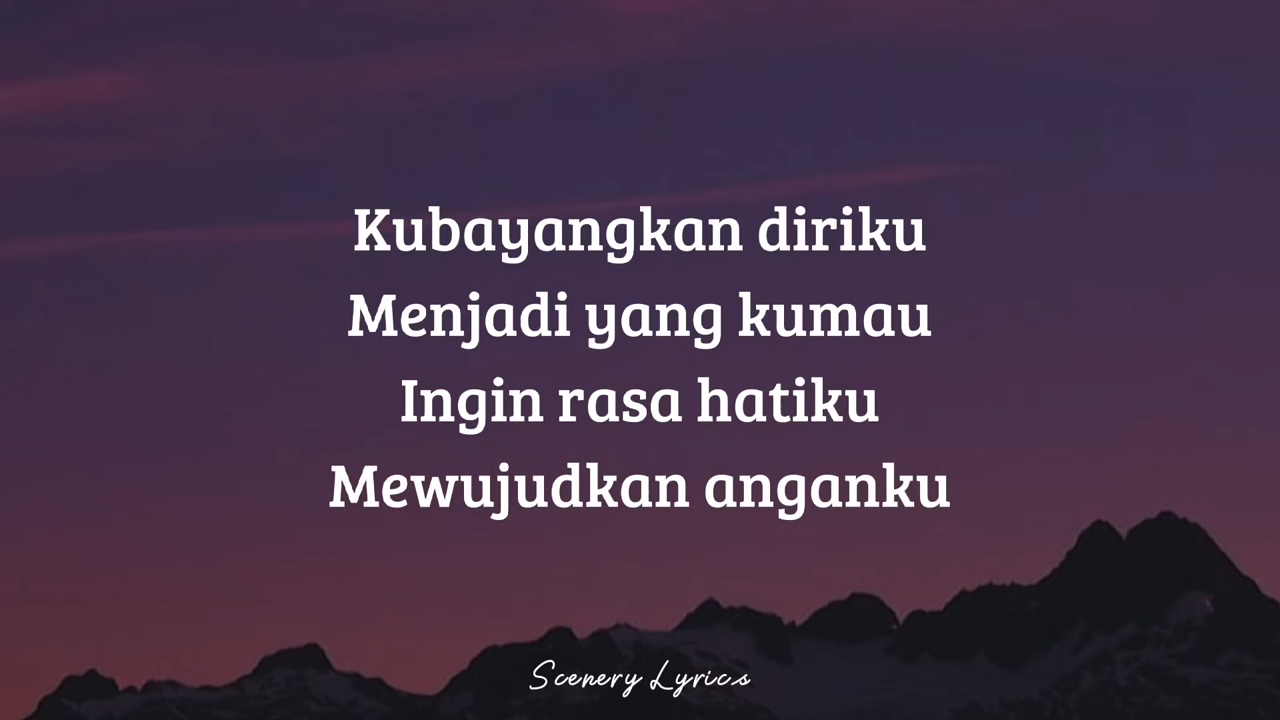 Kubayangkan diriku
Menjadi yang kumau
Ingin rasa hatiku
Mewujudkan anganku
Scenery Lyrics